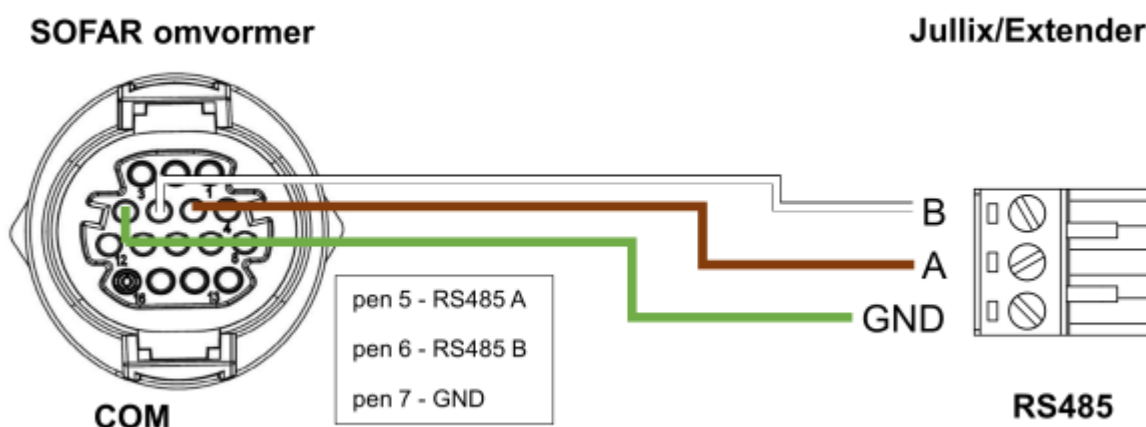 SOFAR omvormer
Jullix/Extender
3
1
4
12
8
16
13
B
A
GND
pen 5 - RS485 A
pen 6 - RS485 B
pen 7 - GND
COM
RS485